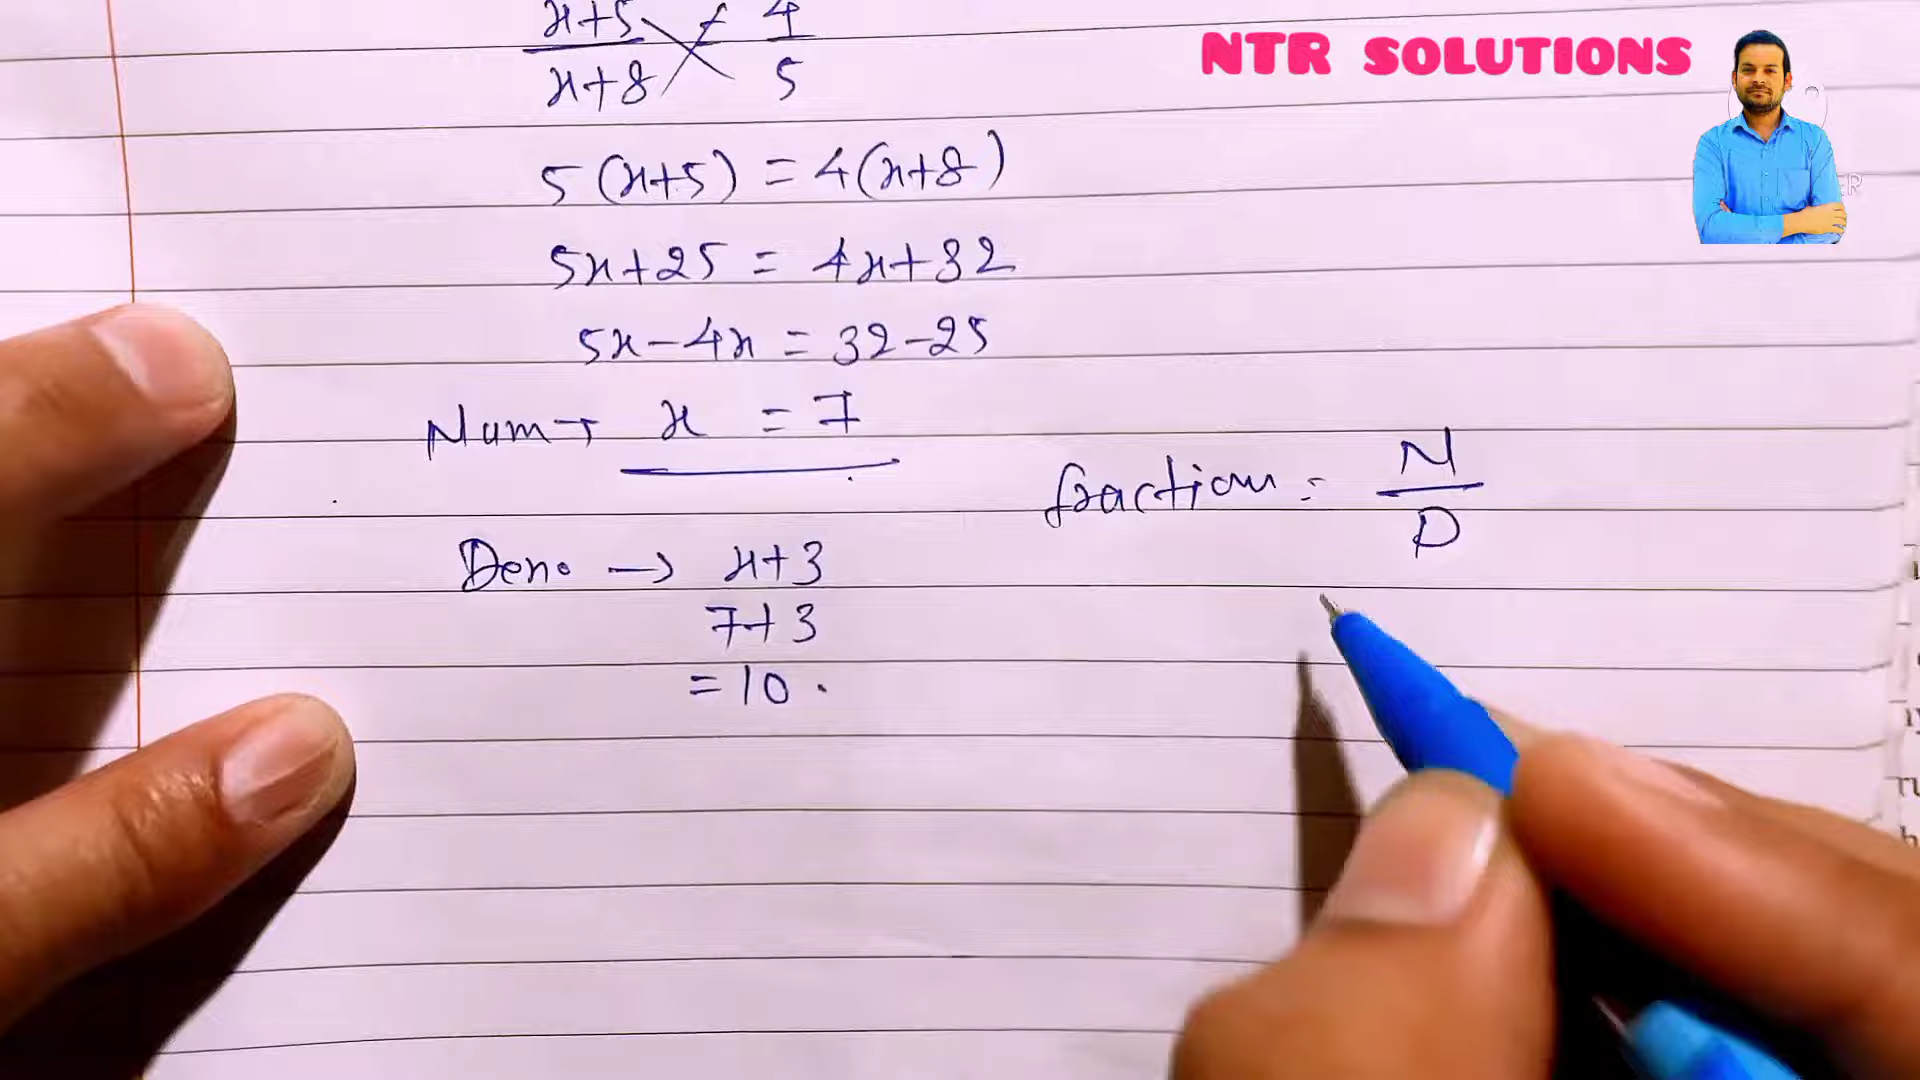 NTR SOLUTIONS
x+5 / x+8 = 4 / 5
5(x+5) = 4(x+8)
5x+25 = 4x+32
5x-4x = 32-25
Num→ x = 7
fraction = N / D
Deno → x+3
7+3
= 10.